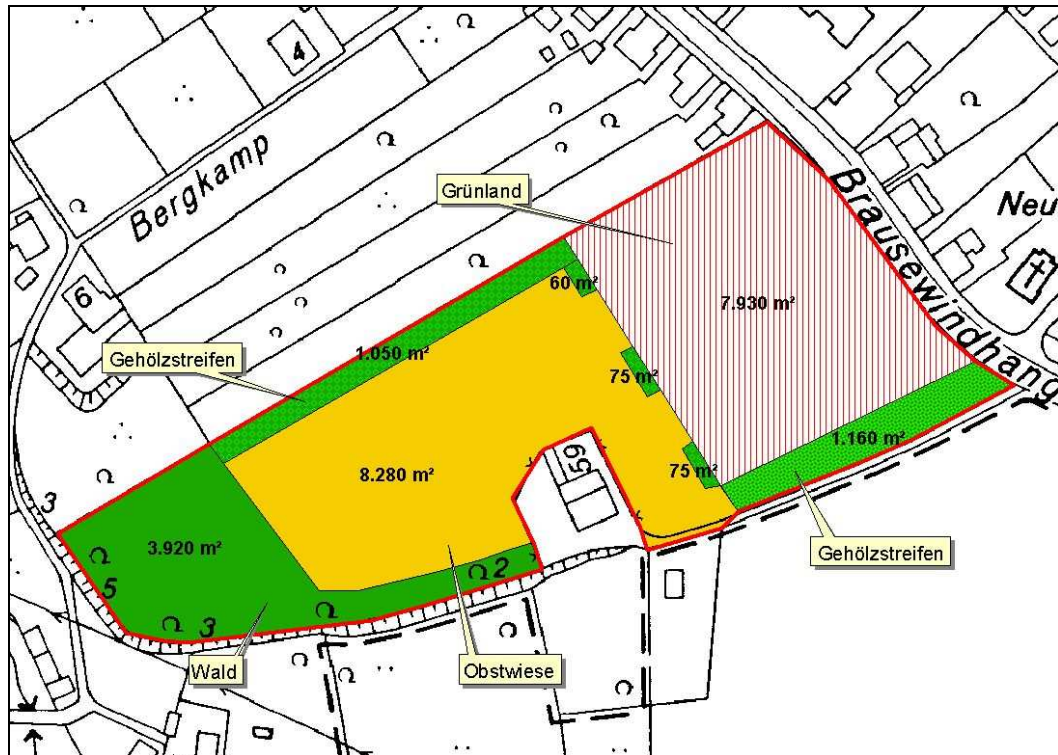 4
Bergkamp
Grünland
Brausewindhang
Neu
6
60 m²
7.930 m²
Gehölzstreifen
1.050 m²
75 m²
1.160 m²
59
75 m²
8.280 m²
3
3.920 m²
Gehölzstreifen
5
2
3
Wald
Obstwiese